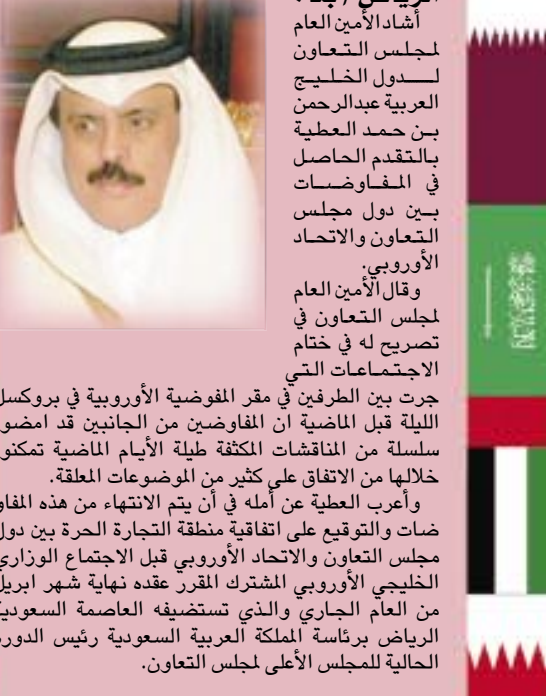 أشاد الأمين العام
لمجلس التعاون
لدول الخليج
العربية عبدالرحمن
بن حمد العطية
بالتقدم الحاصل
في المفاوضات
بين دول مجلس
التعاون والاتحاد
الأوروبي.
وقال الأمين العام
لمجلس التعاون في
تصريح له في ختام
الاجتماعات التي
جرت بين الطرفين في مقر المفوضية الأوروبية في بروكسل
الليلة قبل الماضية ان المفاوضين من الجانبين قد امضو
سلسلة من المناقشات المكثفة طيلة الأيام الماضية تمكنو
خلالها من الاتفاق على كثير من الموضوعات المعلقة.
وأعرب العطية عن أمله في أن يتم الانتهاء من هذه المفاو
ضات والتوقيع على اتفاقية منطقة التجارة الحرة بين دول
مجلس التعاون والاتحاد الأوروبي قبل الاجتماع الوزاري
الخليجي الأوروبي المشترك المقرر عقده نهاية شهر ابريل
من العام الجاري والذي تستضيفه العاصمة السعودية
الرياض برئاسة المملكة العربية السعودية رئيس الدورة
الحالية للمجلس الأعلى لمجلس التعاون.